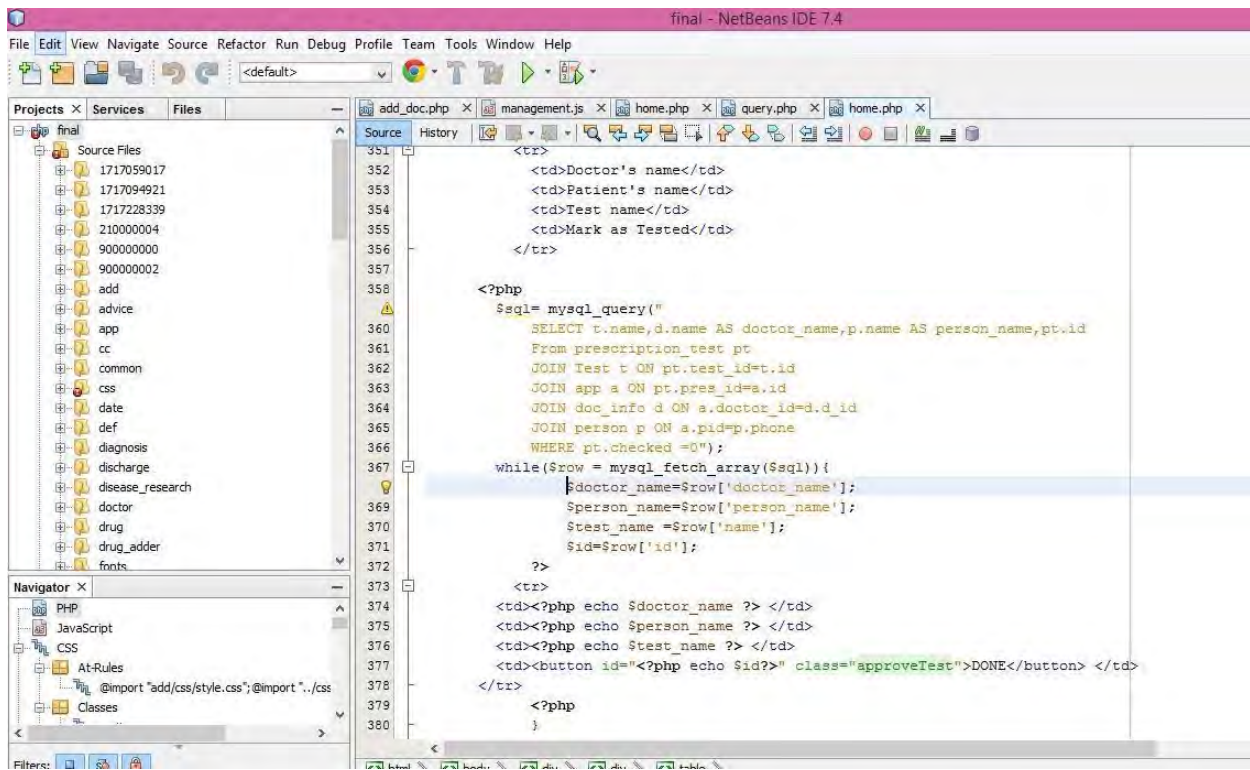 final - NetBeans IDE 7.4
File Edit View Navigate Source Refactor Run Debug Profile Team Tools Window Help
<default>
Projects × Services Files
final
Source Files
1717059017
1717094921
1717228339
210000004
900000000
900000002
add
advice
app
cc
common
css
date
def
diagnosis
discharge
disease_research
doctor
drug
drug_adder
fonts
Navigator ×
PHP
JavaScript
CSS
At-Rules
@import "add/css/style.css";@import "../css
Classes
Filters:
add_doc.php × management.js × home.php × query.php × home.php ×
Source History
351 <tr>
352 <td>Doctor's name</td>
353 <td>Patient's name</td>
354 <td>Test name</td>
355 <td>Mark as Tested</td>
356 </tr>
357
358 <?php
$sql= mysql_query("
360 SELECT t.name,d.name AS doctor_name,p.name AS person_name,pt.id
361 From prescription_test pt
362 JOIN Test t ON pt.test_id=t.id
363 JOIN app a ON pt.pres_id=a.id
364 JOIN doc_info d ON a.doctor_id=d.d_id
365 JOIN person p ON a.pid=p.phone
366 WHERE pt.checked =0");
367 while($row = mysql_fetch_array($sql)){
$doctor_name=$row['doctor_name'];
369 $person_name=$row['person_name'];
370 $test_name =$row['name'];
371 $id=$row['id'];
372 ?>
373 <tr>
374 <td><?php echo $doctor_name ?> </td>
375 <td><?php echo $person_name ?> </td>
376 <td><?php echo $test_name ?> </td>
377 <td><button id="<?php echo $id?>" class="approveTest">DONE</button> </td>
378 </tr>
379 <?php
380 }
html body div div table